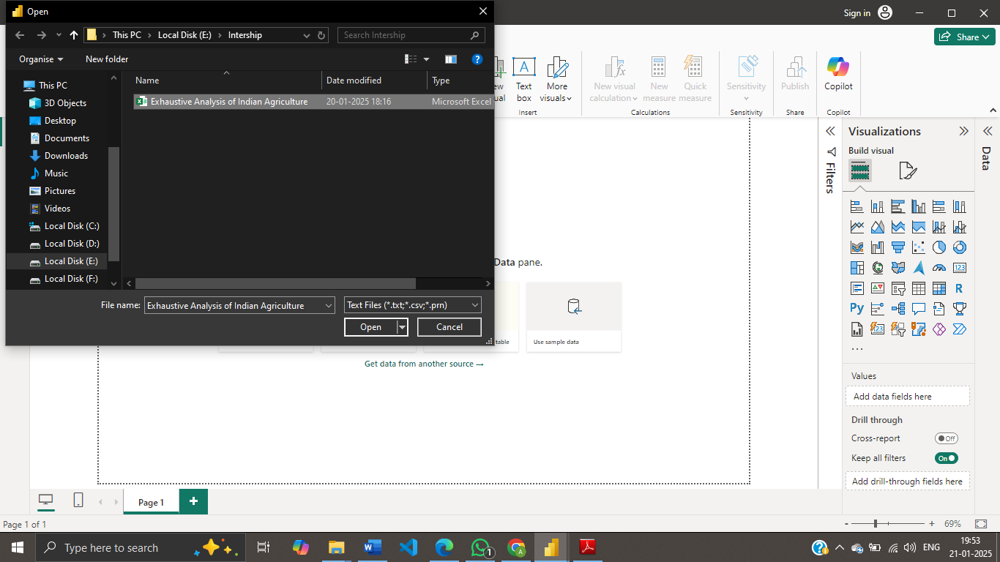 Open
Sign in
This PC
Local Disk (E:)
Intership
Search Intership
Share
Organise
New folder
?
Name
Date modified
Type
This PC
3D Objects
Desktop
Documents
Downloads
Music
Pictures
Videos
Local Disk (C:)
Local Disk (D:)
Local Disk (E:)
Local Disk (F:)
Exhaustive Analysis of Indian Agriculture
20-01-2025 18:16
Microsoft Excel
File name:
Exhaustive Analysis of Indian Agriculture
Text Files (*.txt;*.csv;*.prn)
Open
Cancel
Text
box
More
visuals
New visual
calculation
New
measure
Quick
measure
Sensitivity
Publish
Copilot
Insert
Calculations
Sensitivity
Share
Copilot
Data pane.
table
Use sample data
Get data from another source →
Filters
Visualizations
Build visual
R
Py
123
...
Values
Add data fields here
Drill through
Cross-report
Off
Keep all filters
On
Add drill-through fields here
Data
Page 1
+
Page 1 of 1
- + 69%
Type here to search
1
A
ENG
19:53
21-01-2025